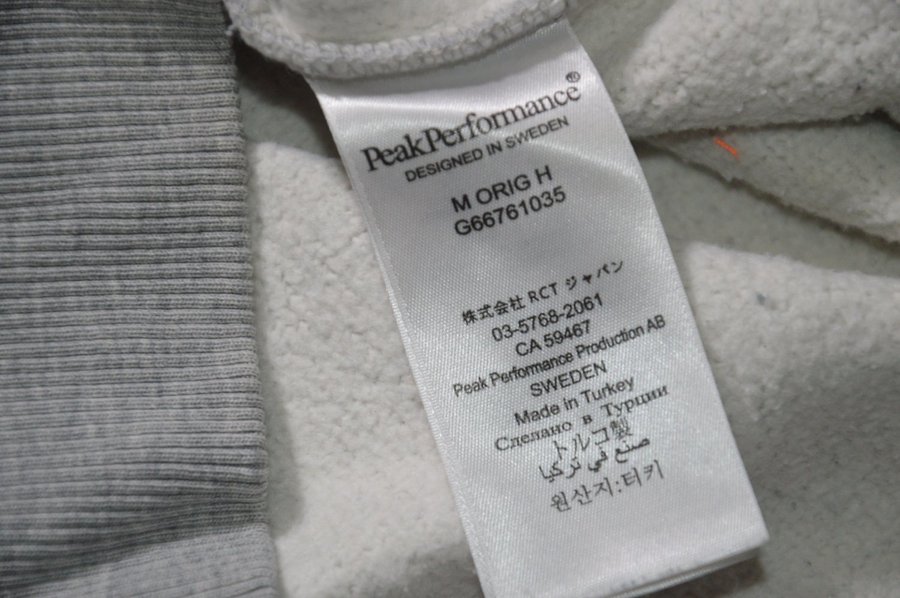 PeakPerformance®
DESIGNED IN SWEDEN
M ORIG H
G66761035
株式会社 RCT ジャパン
03-5768-2061
CA 59467
Peak Performance Production AB
SWEDEN
Made in Turkey
Сделано в Турции
トルコ製
صنع في تركيا
원산지:터키